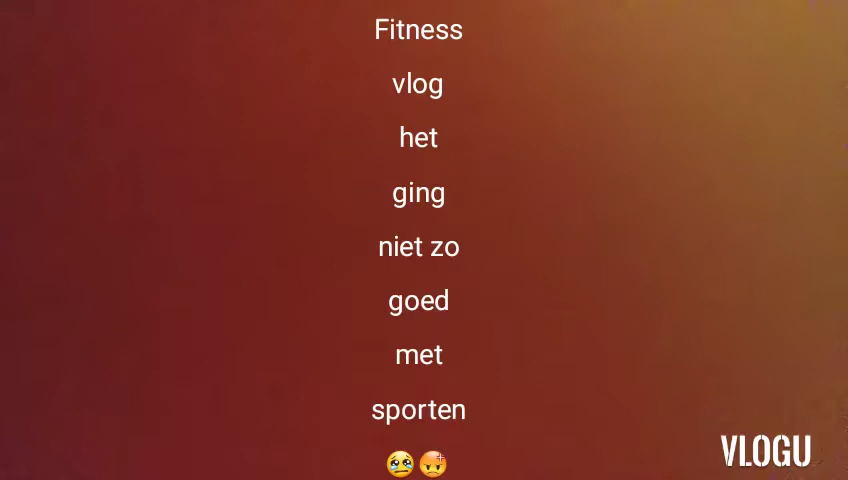 Fitness
vlog
het
ging
niet zo
goed
met
sporten
😢😡
VLOGU